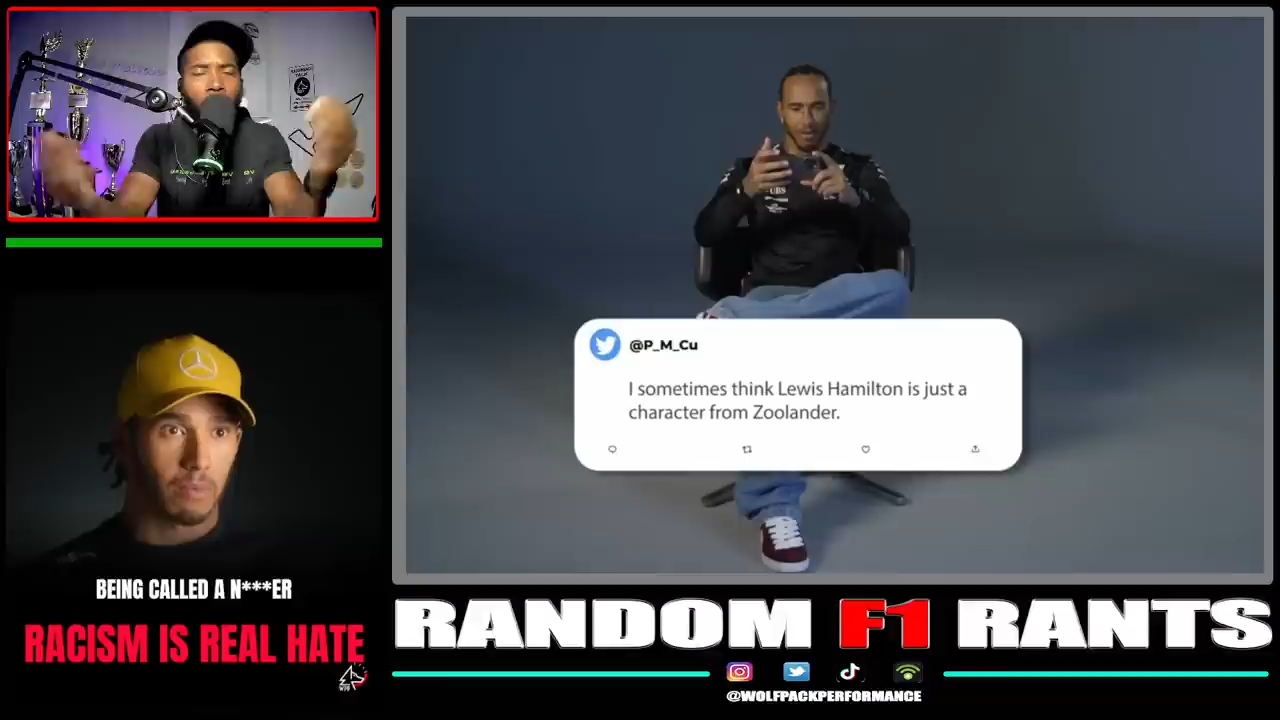 UBS
@P_M_Cu
I sometimes think Lewis Hamilton is just a
character from Zoolander.
BEING CALLED A N***ER
RACISM IS REAL HATE
RANDOM F1 RANTS
@WOLFPACKPERFORMANCE